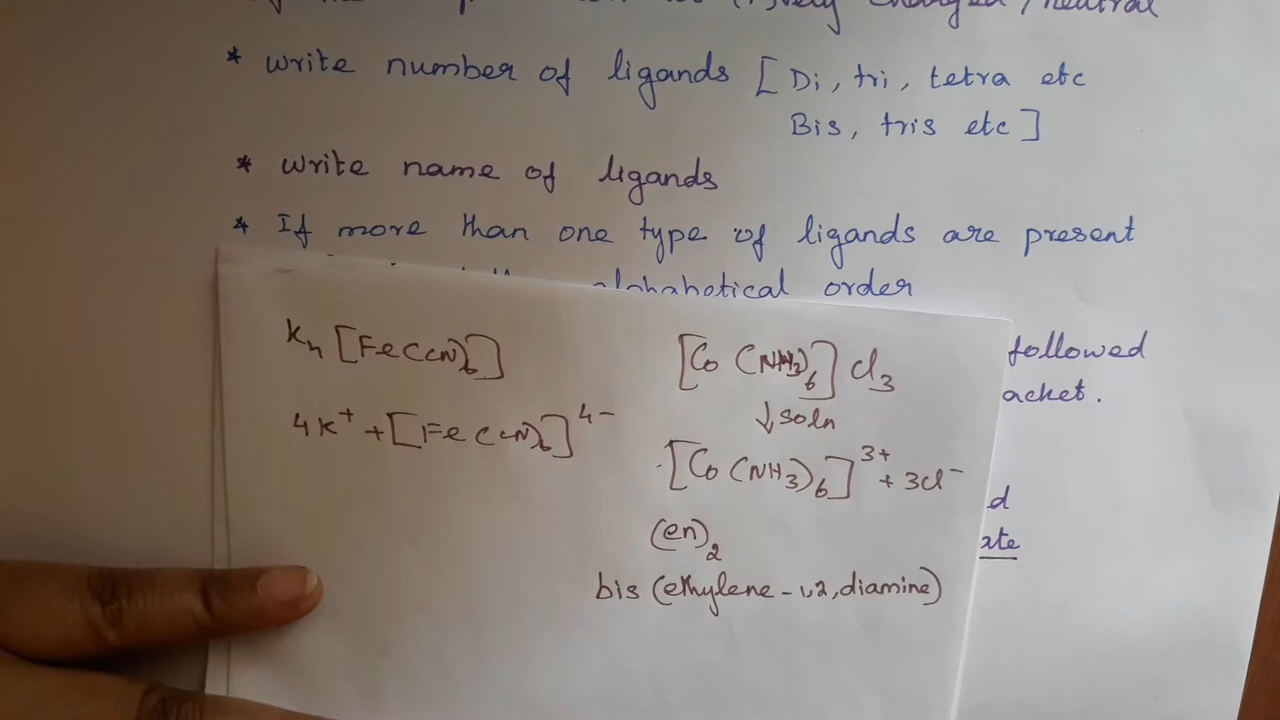 charged / neutral
* write number of ligands [Di, tri, tetra etc
Bis, tris etc]
* write name of ligands
* If more than one type of ligands are present
alphabetical order
followed
acket.
d
ate
K4 [Fe(CN)6]
4K+ + [Fe(CN)6]4-
[Co (NH3)6] Cl3
↓ soln
[Co (NH3)6]3+ + 3Cl-
(en)2
bis (ethylene - 1,2, diamine)